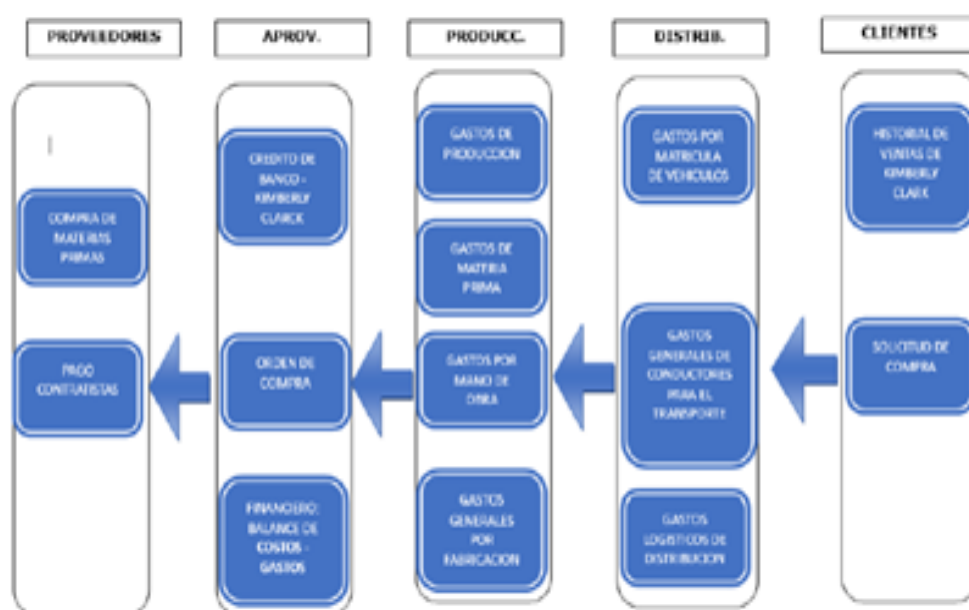 PROVEEDORES
APROV.
PRODUCC.
DISTRIB.
CLIENTES
COMPRA DE
MATERIAS
PRIMAS
PAGO
CONTRATISTAS
CREDITO DE
BANCO -
KIMBERLY
CLARCK
ORDEN DE
COMPRA
FINANCIERO:
BALANCE DE
COSTOS -
GASTOS
GASTOS DE
PRODUCCION
GASTOS DE
MATERIA
PRIMA
GASTOS POR
MANO DE
OBRA
GASTOS
GENERALES
POR
FABRICACION
GASTOS POR
MATRICULA
DE VEHICULOS
GASTOS
GENERALES DE
CONDUCTORES
PARA EL
TRANSPORTE
GASTOS
LOGISTICOS DE
DISTRIBUCION
HISTORIAL DE
VENTAS DE
KIMBERLY
CLARK
SOLICITUD DE
COMPRA